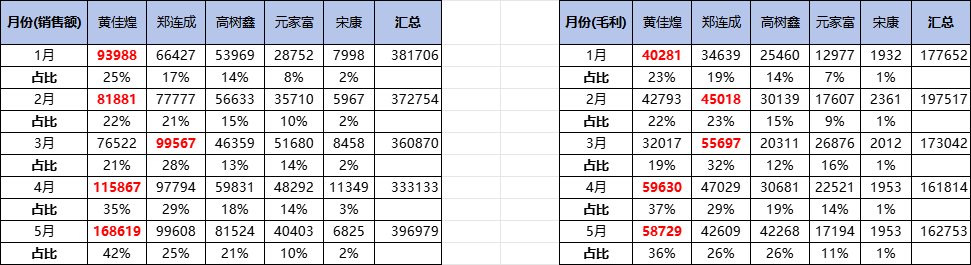 月份(销售额) 黄佳煌 郑连成 高树鑫 元家富 宋康 汇总 月份(毛利) 黄佳煌 郑连成 高树鑫 元家富 宋康 汇总
1月 93988 66427 53969 28752 7998 381706 1月 40281 34639 25460 12977 1932 177652
占比 25% 17% 14% 8% 2% 占比 23% 19% 14% 7% 1%
2月 81881 77777 56633 35710 5967 372754 2月 42793 45018 30139 17607 2361 197517
占比 22% 21% 15% 10% 2% 占比 22% 23% 15% 9% 1%
3月 76522 99567 46359 51680 8458 360870 3月 32017 55697 20311 26876 2012 173042
占比 21% 28% 13% 14% 2% 占比 19% 32% 12% 16% 1%
4月 115867 97794 59831 48292 11349 333133 4月 59630 47029 30681 22521 1953 161814
占比 35% 29% 18% 14% 3% 占比 37% 29% 19% 14% 1%
5月 168619 99608 81524 40403 6825 396979 5月 58729 42609 42268 17194 1953 162753
占比 42% 25% 21% 10% 2% 占比 36% 26% 26% 11% 1%